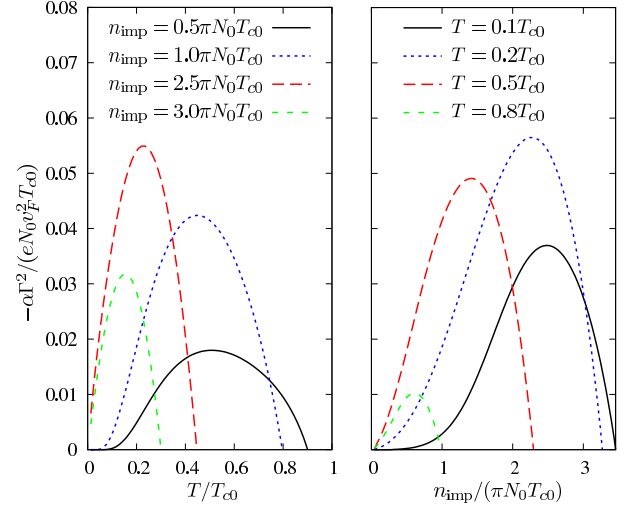 −αΓ²/(eN₀v_F²T_c0)
0.08
0.07
0.06
0.05
0.04
0.03
0.02
0.01
0
n_imp = 0.5πN₀T_c0
n_imp = 1.0πN₀T_c0
n_imp = 2.5πN₀T_c0
n_imp = 3.0πN₀T_c0
0 0.2 0.4 0.6 0.8 1
T/T_c0
T = 0.1T_c0
T = 0.2T_c0
T = 0.5T_c0
T = 0.8T_c0
0 1 2 3
n_imp/(πN₀T_c0)